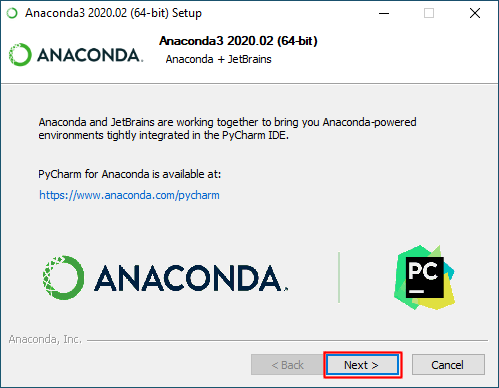 Anaconda3 2020.02 (64-bit) Setup
ANACONDA.
Anaconda3 2020.02 (64-bit)
Anaconda + JetBrains
Anaconda and JetBrains are working together to bring you Anaconda-powered
environments tightly integrated in the PyCharm IDE.
PyCharm for Anaconda is available at:
https://www.anaconda.com/pycharm
ANACONDA.
PC
Anaconda, Inc.
< Back
Next >
Cancel